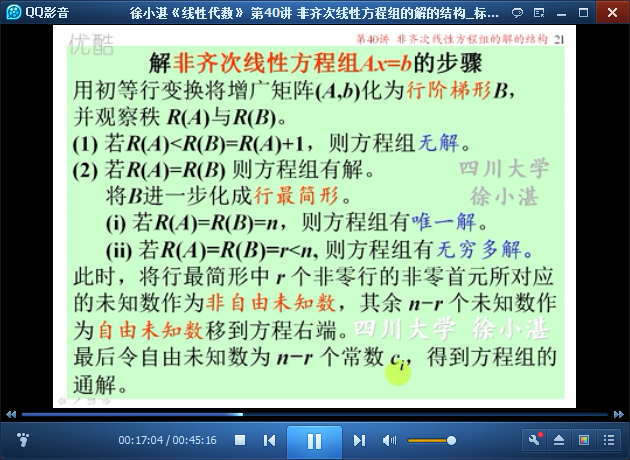 QQ影音
徐小湛《线性代数》 第40讲 非齐次线性方程组的解的结构_标...
优酷
第40讲 非齐次线性方程组的解的结构 21
解非齐次线性方程组Ax=b的步骤
用初等行变换将增广矩阵(A,b)化为行阶梯形B，
并观察秩 R(A)与R(B)。
(1) 若R(A)<R(B)=R(A)+1，则方程组无解。
(2) 若R(A)=R(B) 则方程组有解。
四川大学
将B进一步化成行最简形。
徐小湛
(i) 若R(A)=R(B)=n，则方程组有唯一解。
(ii) 若R(A)=R(B)=r<n, 则方程组有无穷多解。
此时，将行最简形中 r 个非零行的非零首元所对应
的未知数作为非自由未知数，其余 n−r 个未知数作
为自由未知数移到方程右端。
四川大学 徐小湛
最后令自由未知数为 n−r 个常数 ci，得到方程组的
通解。
00:17:04 / 00:45:16